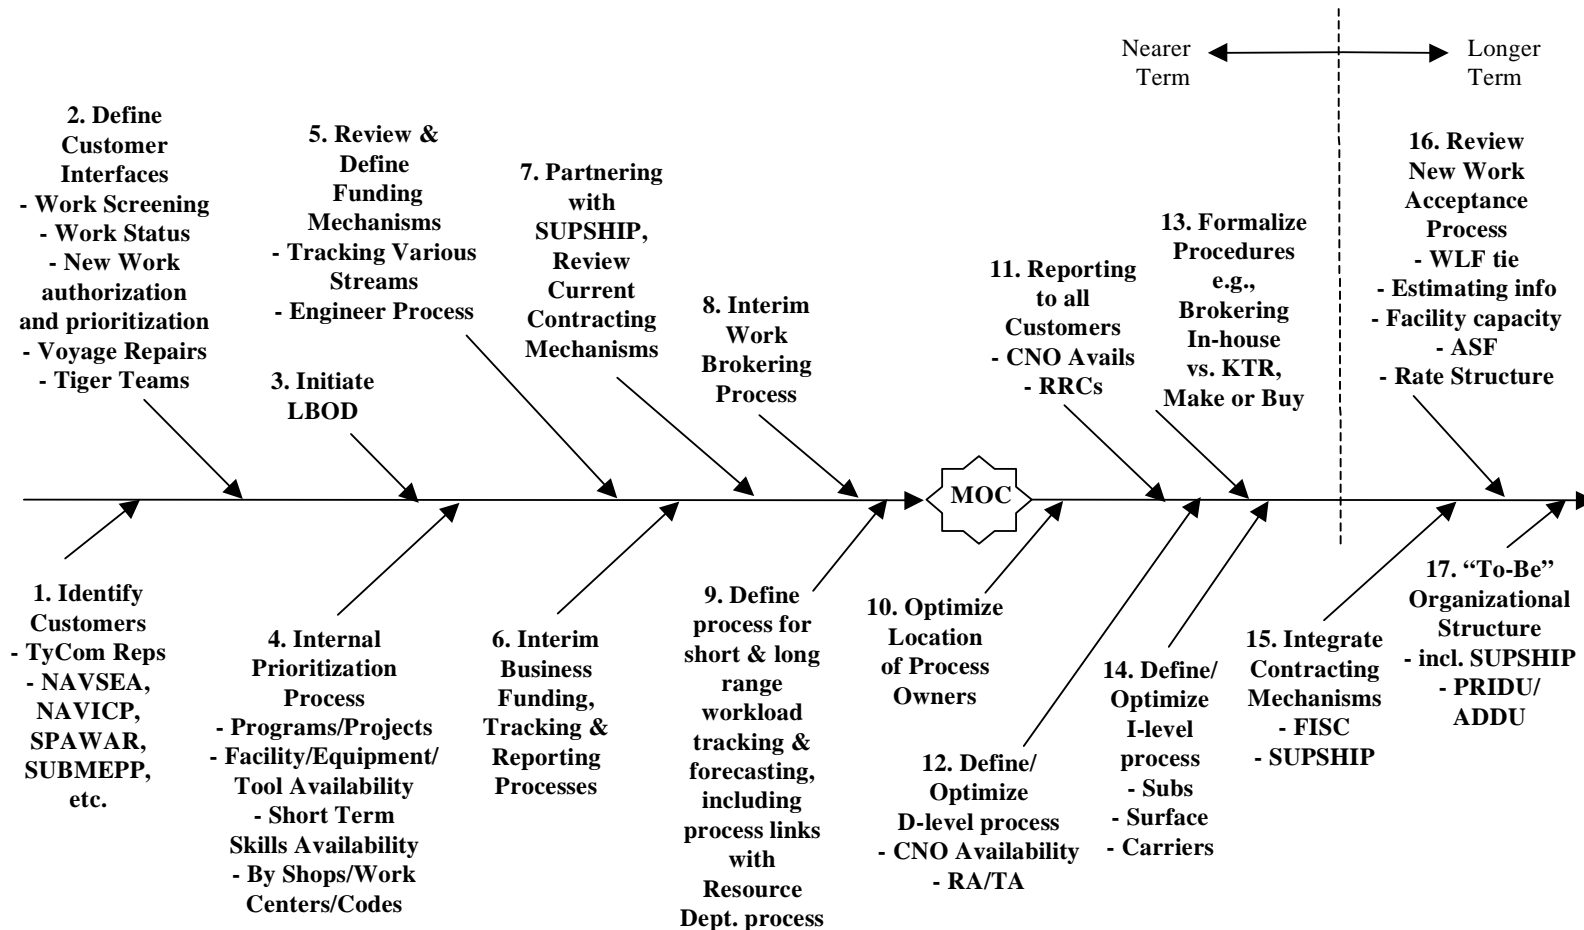 Nearer
Term
Longer
Term
2. Define
Customer
Interfaces
- Work Screening
- Work Status
- New Work
authorization
and prioritization
- Voyage Repairs
- Tiger Teams
3. Initiate
LBOD
5. Review &
Define
Funding
Mechanisms
- Tracking Various
Streams
- Engineer Process
7. Partnering
with
SUPSHIP,
Review
Current
Contracting
Mechanisms
8. Interim
Work
Brokering
Process
11. Reporting
to all
Customers
- CNO Avails
- RRCs
13. Formalize
Procedures
e.g.,
Brokering
In-house
vs. KTR,
Make or Buy
16. Review
New Work
Acceptance
Process
- WLF tie
- Estimating info
- Facility capacity
- ASF
- Rate Structure
MOC
1. Identify
Customers
- TyCom Reps
- NAVSEA,
NAVICP,
SPAWAR,
SUBMEPP,
etc.
4. Internal
Prioritization
Process
- Programs/Projects
- Facility/Equipment/
Tool Availability
- Short Term
Skills Availability
- By Shops/Work
Centers/Codes
6. Interim
Business
Funding,
Tracking &
Reporting
Processes
9. Define
process for
short & long
range
workload
tracking &
forecasting,
including
process links
with
Resource
Dept. process
10. Optimize
Location
of Process
Owners
12. Define/
Optimize
D-level process
- CNO Availability
- RA/TA
14. Define/
Optimize
I-level
process
- Subs
- Surface
- Carriers
15. Integrate
Contracting
Mechanisms
- FISC
- SUPSHIP
17. “To-Be”
Organizational
Structure
- incl. SUPSHIP
- PRIDU/
ADDU